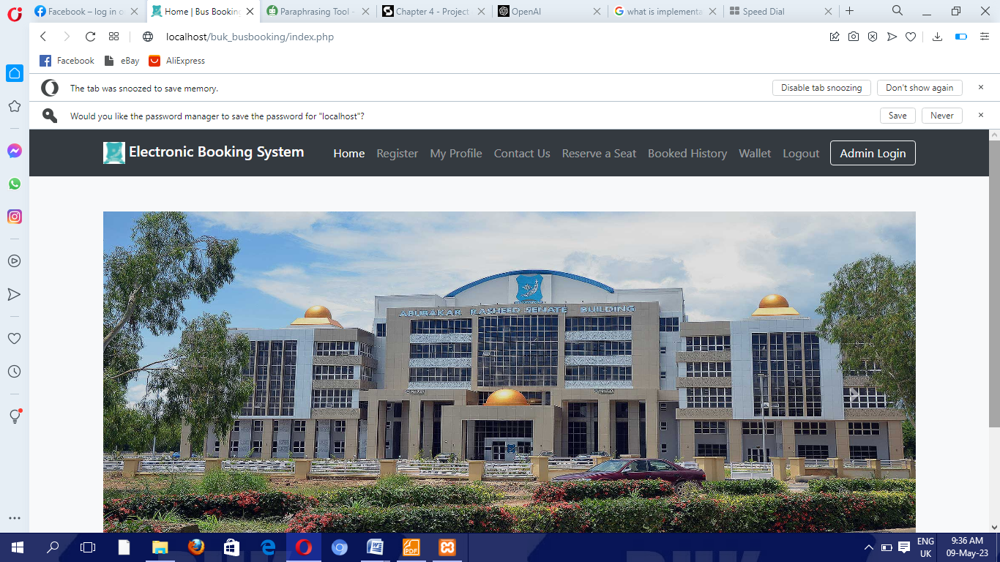 Facebook – log in o
Home | Bus Booking
Paraphrasing Tool -
Chapter 4 - Project
OpenAI
what is implementa
Speed Dial
localhost/buk_busbooking/index.php
Facebook
eBay
AliExpress
The tab was snoozed to save memory.
Disable tab snoozing
Don't show again
Would you like the password manager to save the password for "localhost"?
Save
Never
Electronic Booking System
Home
Register
My Profile
Contact Us
Reserve a Seat
Booked History
Wallet
Logout
Admin Login
ABUBAKAR RASHEED SENATE BUILDING
PDF
ENG
UK
9:36 AM
09-May-23